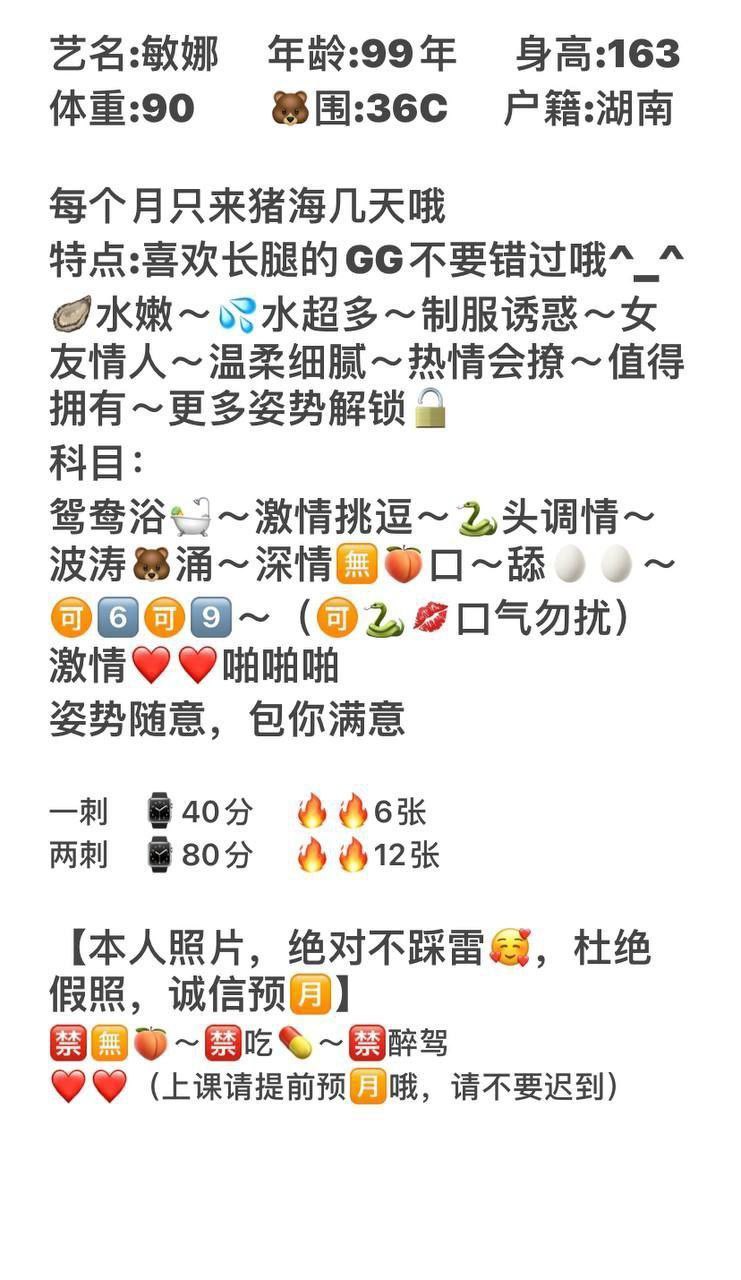 艺名:敏娜 年龄:99年 身高:163
体重:90 🐻围:36C 户籍:湖南
每个月只来猪海几天哦
特点:喜欢长腿的GG不要错过哦^_^
🦪水嫩～💦水超多～制服诱惑～女
友情人～温柔细腻～热情会撩～值得
拥有～更多姿势解锁🔓
科目：
鸳鸯浴🛁～激情挑逗～🐍头调情～
波涛🐻涌～深情🈚🍑口～舔🥚🥚～
🉑6️⃣🉑9️⃣～（🉑🐍💋口气勿扰）
激情❤️❤️啪啪啪
姿势随意，包你满意
一刺 ⌚40分 🔥🔥6张
两刺 ⌚80分 🔥🔥12张
【本人照片，绝对不踩雷🥰，杜绝
假照，诚信预🈷️】
🈲🈚🍑～🈲吃💊～🈲醉驾
❤️❤️（上课请提前预🈷️哦，请不要迟到）